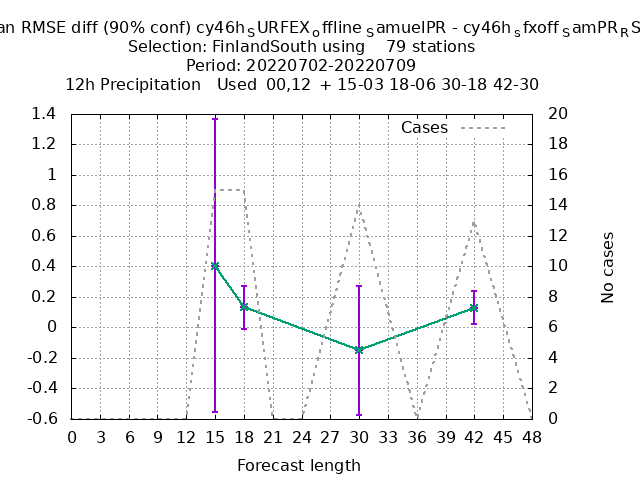 an RMSE diff (90% conf) cy46h_SURFEX_offline_SamuelPR - cy46h_sfxoff_SamPR_RS
Selection: FinlandSouth using 79 stations
Period: 20220702-20220709
12h Precipitation Used 00,12 + 15-03 18-06 30-18 42-30
Cases
1.4
1.2
1
0.8
0.6
0.4
0.2
0
-0.2
-0.4
-0.6
20
18
16
14
12
10
8
6
4
2
0
No cases
0 3 6 9 12 15 18 21 24 27 30 33 36 39 42 45 48
Forecast length